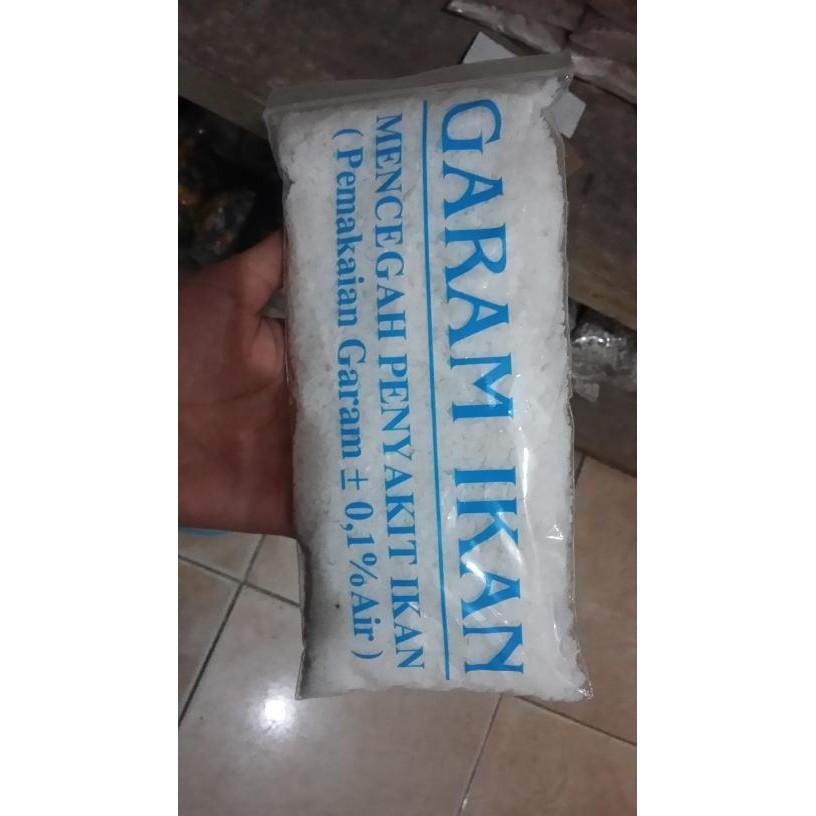 GARAM IKAN
MENCEGAH PENYAKIT IKAN
( Pemakaian Garam ± 0,1% Air )